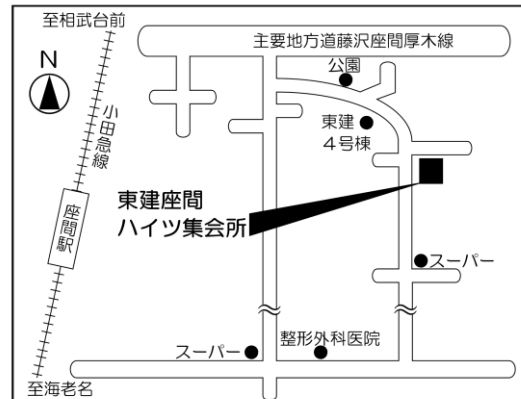 至相武台前
主要地方道藤沢座間厚木線
N
公園
小田急線
東建
4号棟
東建座間
ハイツ集会所
座間駅
スーパー
スーパー
整形外科医院
至海老名